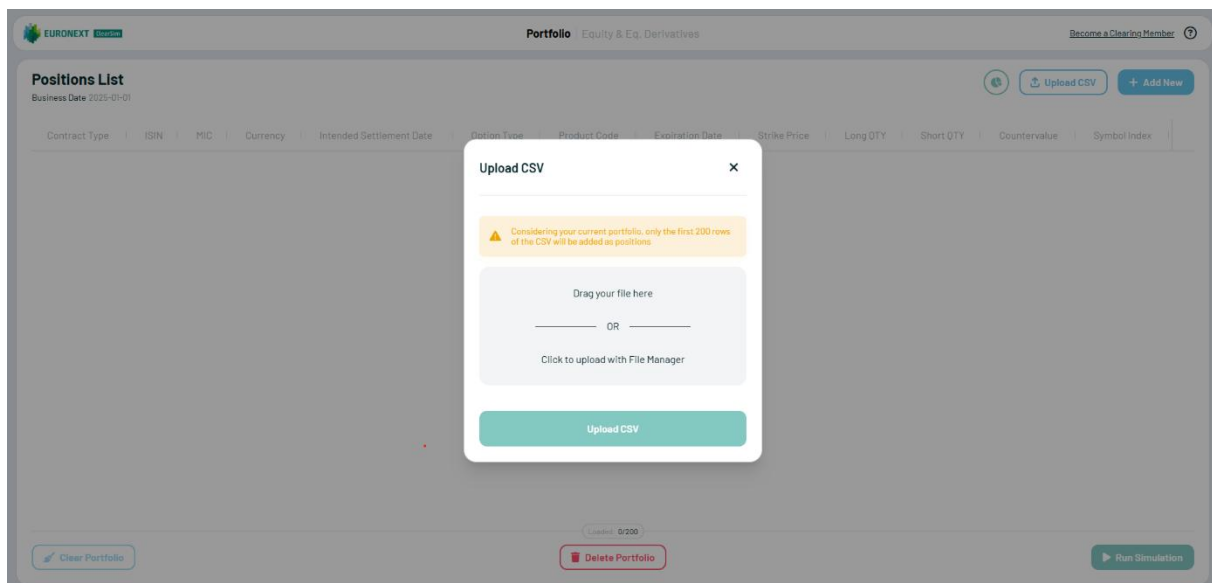 EURONEXT Clearing
Portfolio | Equity & Eq. Derivatives
Become a Clearing Member
Positions List
Business Date 2025-01-01
Upload CSV
+ Add New
Contract Type | ISIN | MIC | Currency | Intended Settlement Date | Option Type | Product Code | Expiration Date | Strike Price | Long QTY | Short QTY | Countervalue | Symbol Index
Upload CSV
Considering your current portfolio, only the first 200 rows
of the CSV will be added as positions
Drag your file here
OR
Click to upload with File Manager
Upload CSV
Loaded: 0/200
Clear Portfolio
Delete Portfolio
Run Simulation